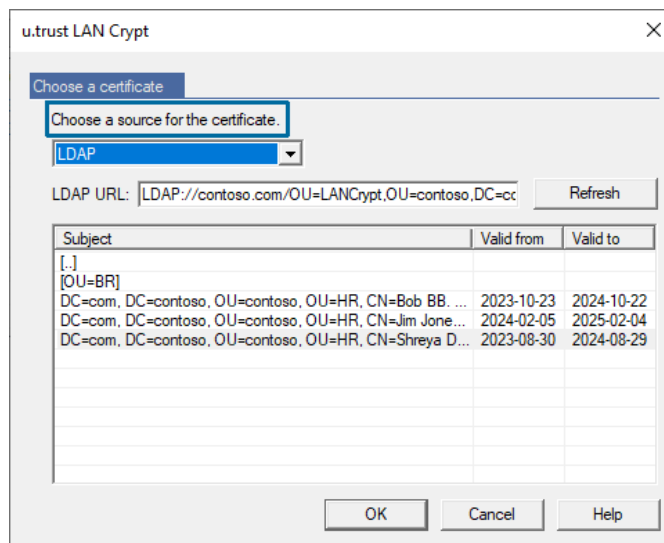 u.trust LAN Crypt
Choose a certificate
Choose a source for the certificate.
LDAP
LDAP URL: LDAP://contoso.com/OU=LANCrypt,OU=contoso,DC=cc Refresh
Subject Valid from Valid to
[..]
[OU=BR]
DC=com, DC=contoso, OU=contoso, OU=HR, CN=Bob BB. ... 2023-10-23 2024-10-22
DC=com, DC=contoso, OU=contoso, OU=HR, CN=Jim Jone... 2024-02-05 2025-02-04
DC=com, DC=contoso, OU=contoso, OU=HR, CN=Shreya D... 2023-08-30 2024-08-29
OK Cancel Help